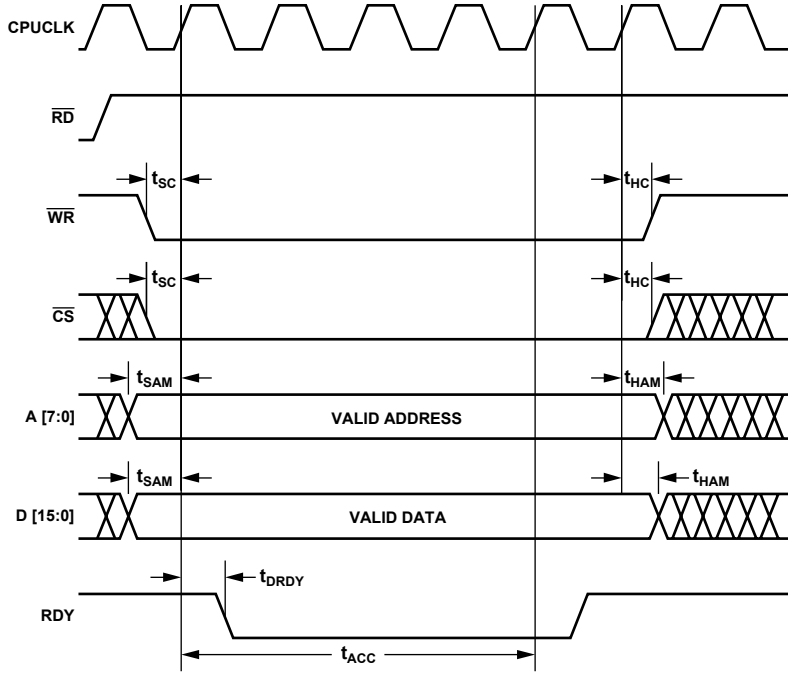 CPUCLK
RD
tSC tHC
WR
tSC tHC
CS
tSAM tHAM
A [7:0] VALID ADDRESS
tSAM tHAM
D [15:0] VALID DATA
tDRDY
RDY
tACC